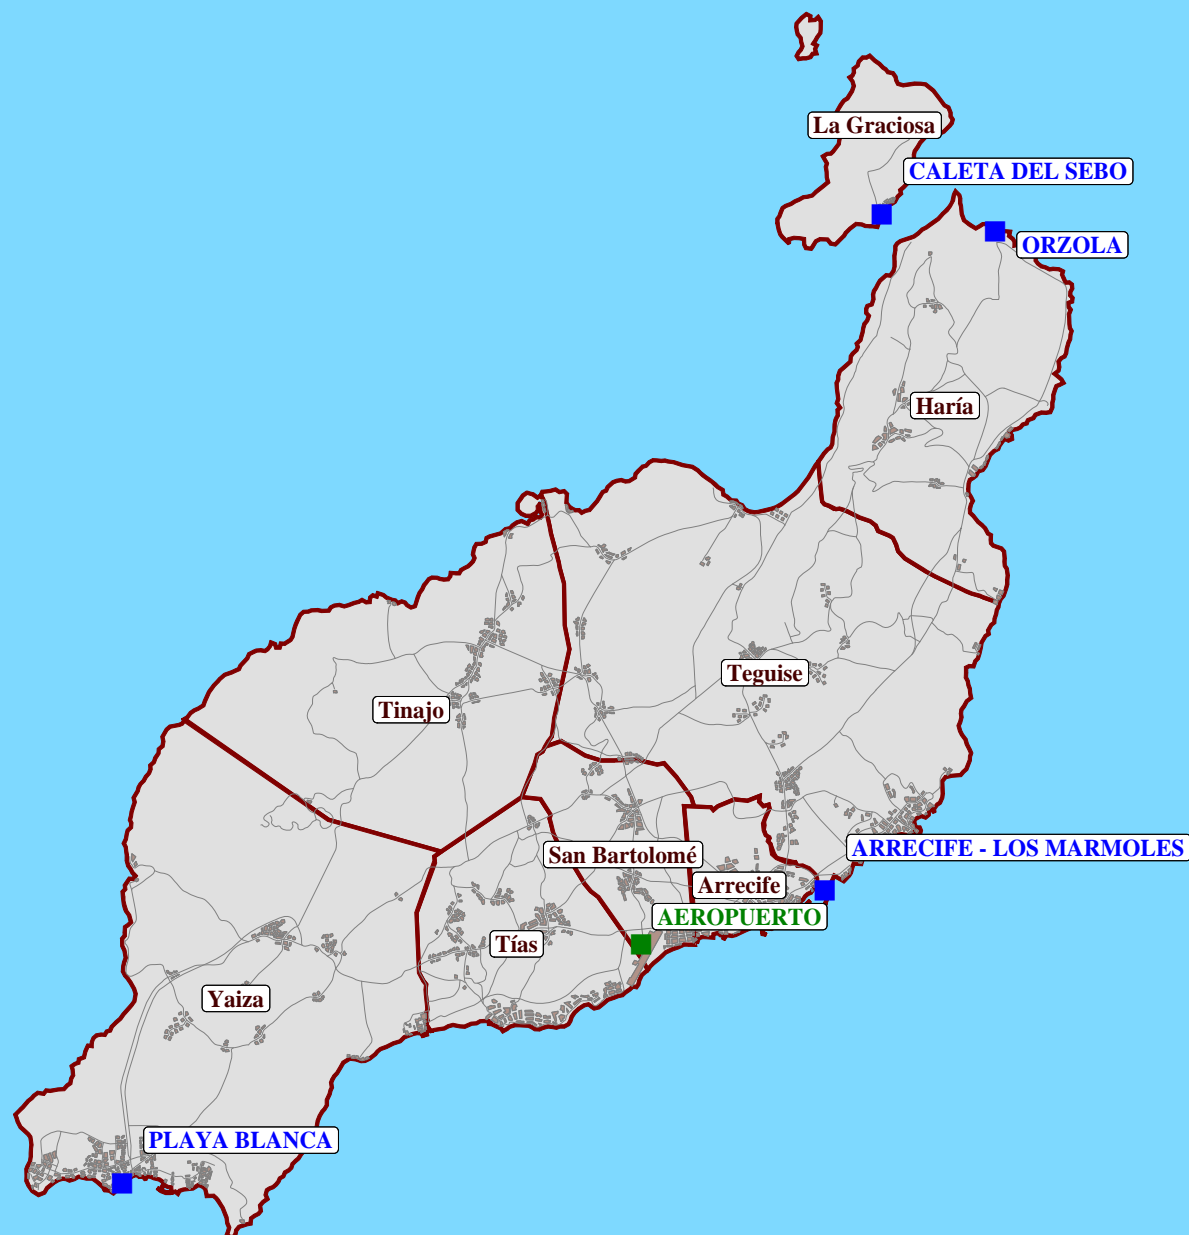 La Graciosa
CALETA DEL SEBO
ORZOLA
Haría
Teguise
Tinajo
ARRECIFE - LOS MARMOLES
San Bartolomé
Arrecife
AEROPUERTO
Tías
Yaiza
PLAYA BLANCA